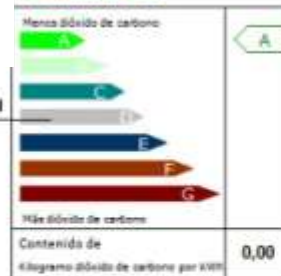 Menos dióxido de carbono
A
A
C
D
E
F
G
Más dióxido de carbono
Contenido de
Kilogramo dióxido de carbono por kWh
0,00